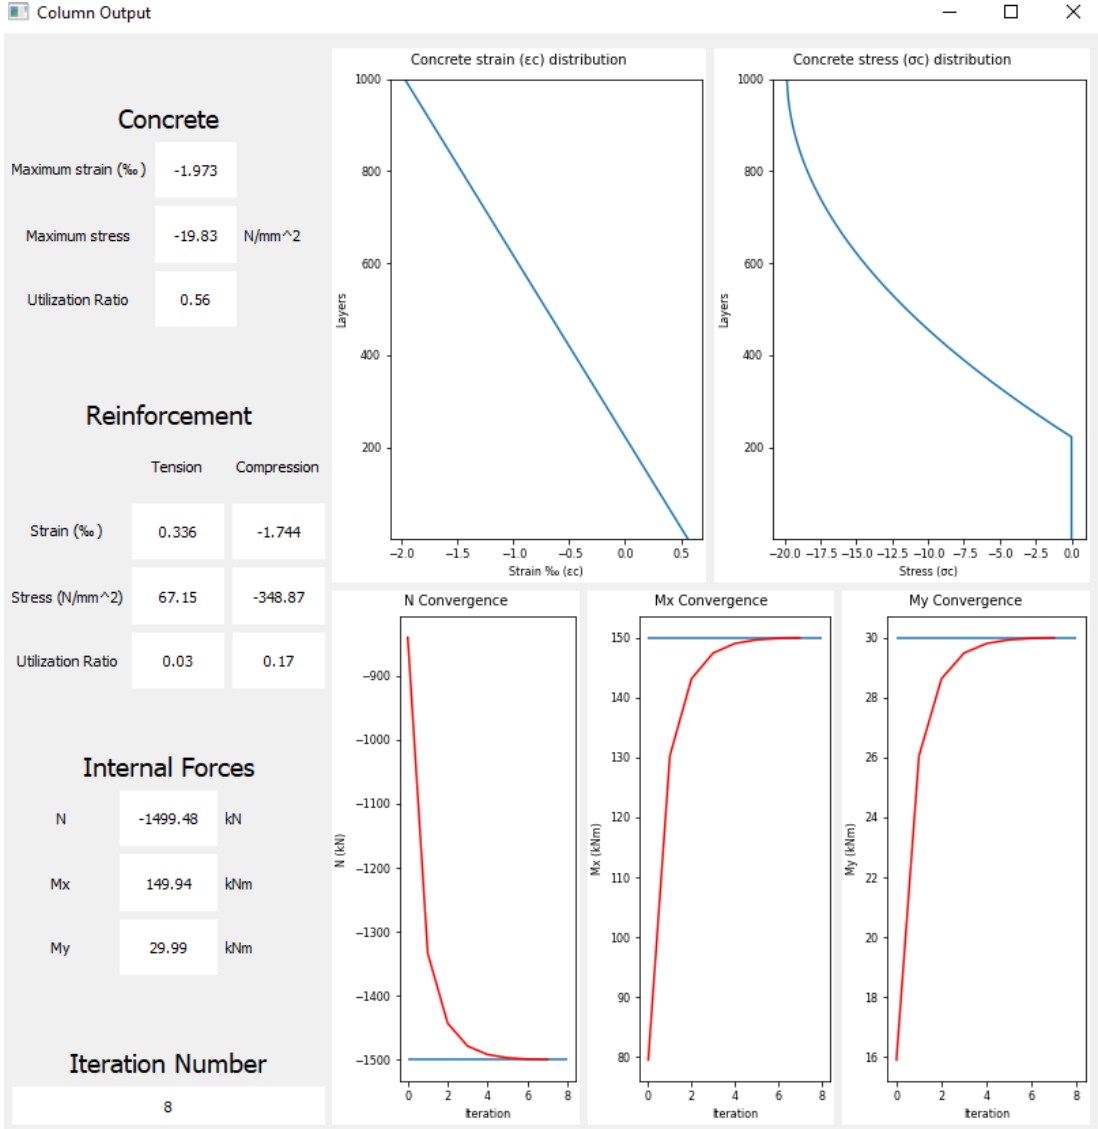 Column Output
Concrete
Maximum strain (‰)
-1.973
Maximum stress
-19.83
N/mm^2
Utilization Ratio
0.56
Reinforcement
Tension
Compression
Strain (‰)
0.336
-1.744
Stress (N/mm^2)
67.15
-348.87
Utilization Ratio
0.03
0.17
Internal Forces
N
-1499.48
kN
Mx
149.94
kNm
My
29.99
kNm
Iteration Number
8
Concrete strain (εc) distribution
1000
800
600
400
200
Layers
−2.0 −1.5 −1.0 −0.5 0.0 0.5
Strain ‰ (εc)
Concrete stress (σc) distribution
1000
800
600
400
200
Layers
−20.0 −17.5 −15.0 −12.5 −10.0 −7.5 −5.0 −2.5 0.0
Stress (σc)
N Convergence
−900
−1000
−1100
−1200
−1300
−1400
−1500
N (kN)
0 2 4 6 8
Iteration
Mx Convergence
150
140
130
120
110
100
90
80
Mx (kNm)
0 2 4 6 8
Iteration
My Convergence
30
28
26
24
22
20
18
16
My (kNm)
0 2 4 6 8
Iteration